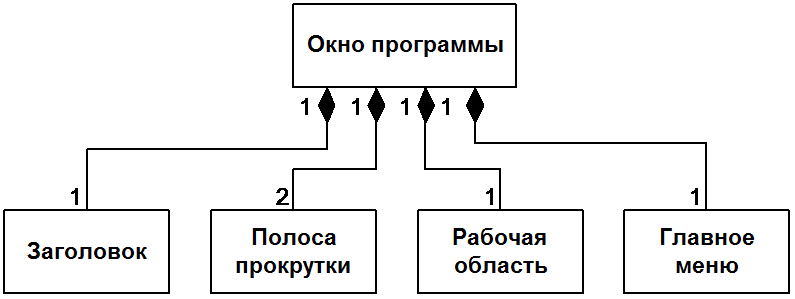 Окно программы
1 1 1 1
1 2 1 1
Заголовок
Полоса
прокрутки
Рабочая
область
Главное
меню